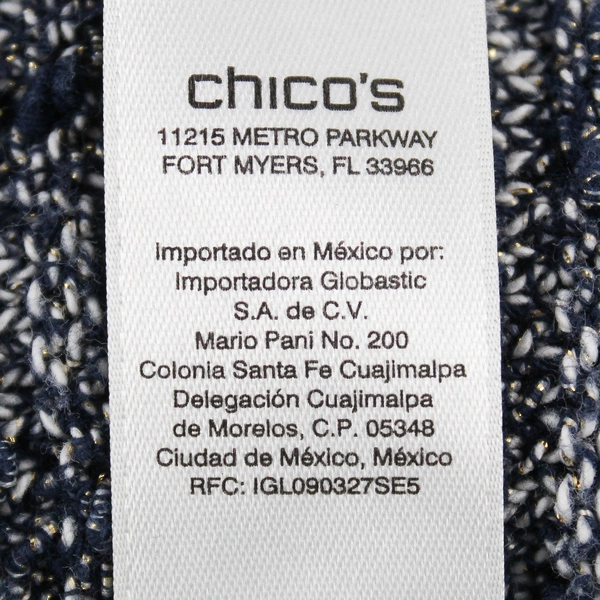 chico's
11215 METRO PARKWAY
FORT MYERS, FL 33966
Importado en México por:
Importadora Globastic
S.A. de C.V.
Mario Pani No. 200
Colonia Santa Fe Cuajimalpa
Delegación Cuajimalpa
de Morelos, C.P. 05348
Ciudad de México, México
RFC: IGL090327SE5